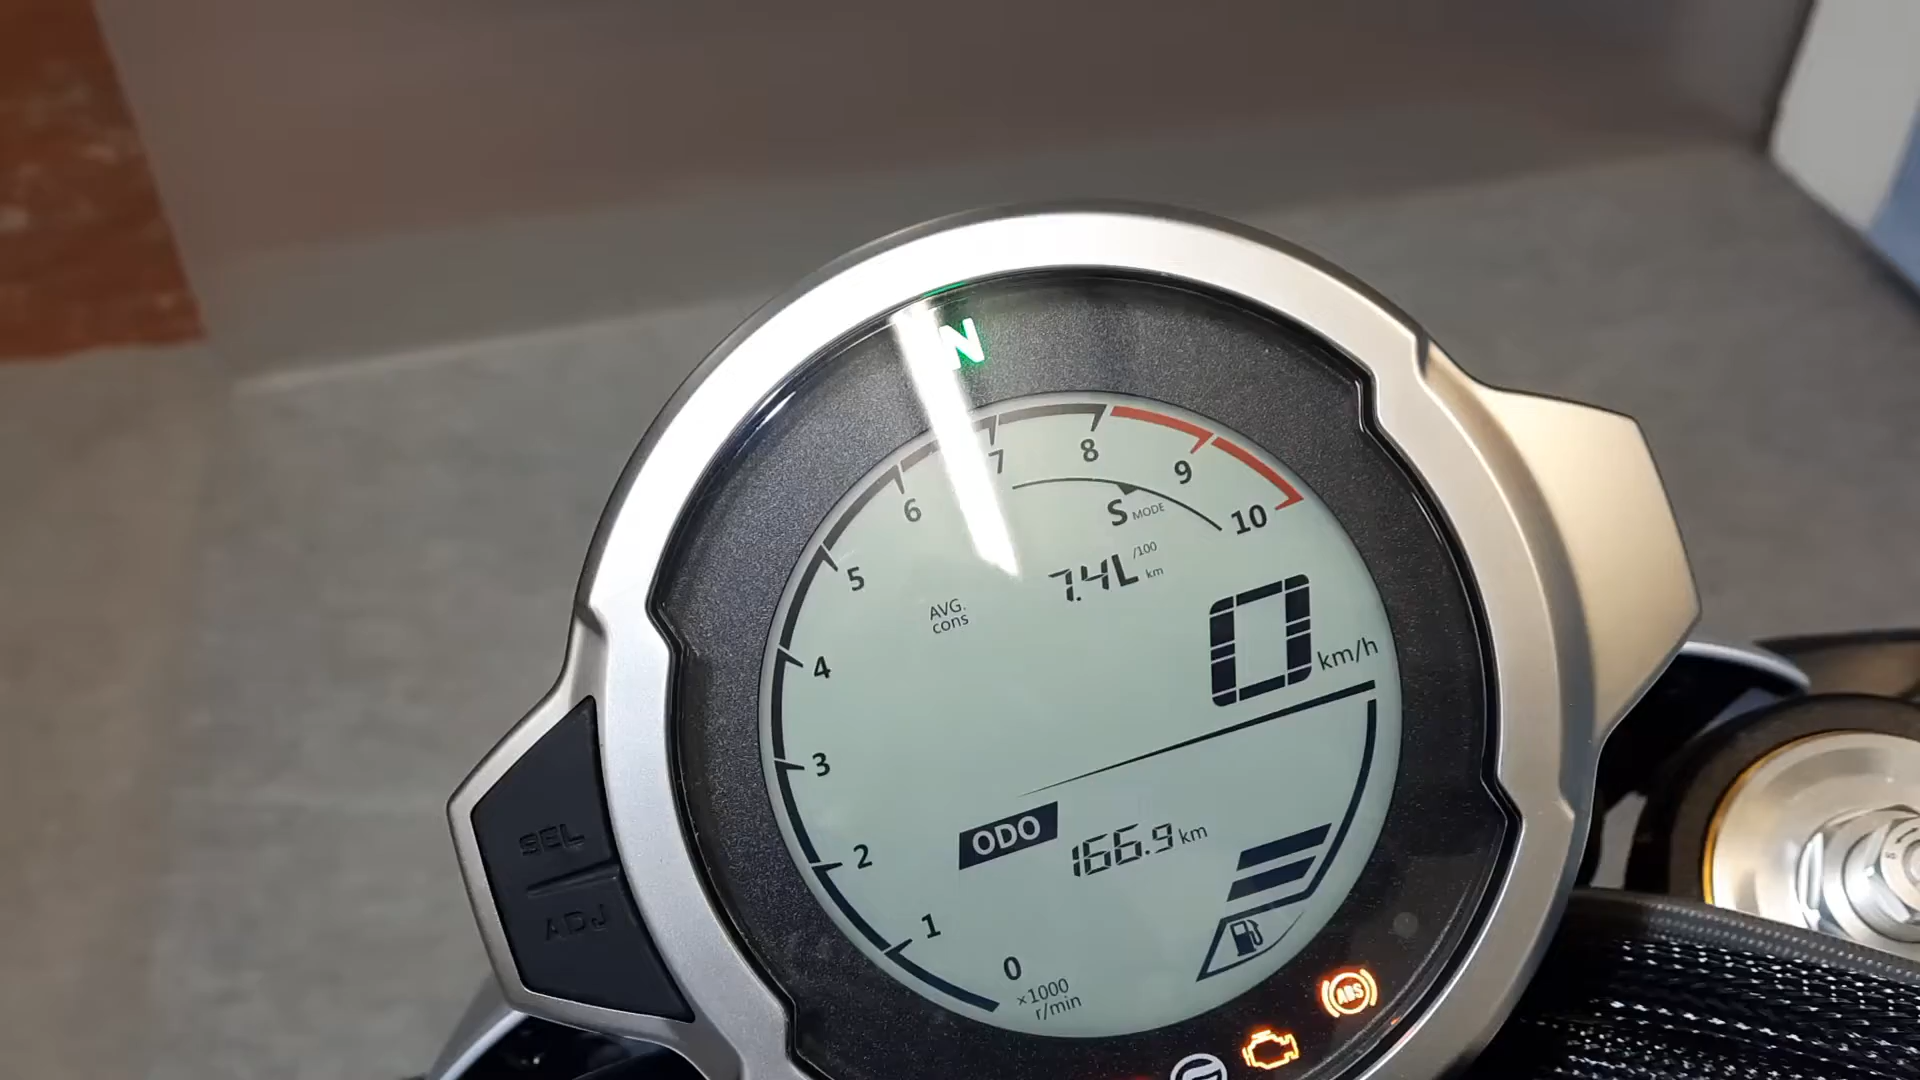 N
7
8
9
6
10
S MODE
5
7.4L /100 km
AVG.
cons
0 km/h
4
3
ODO 166.9 km
2
SEL
ADJ
1
0
×1000
r/min
ABS